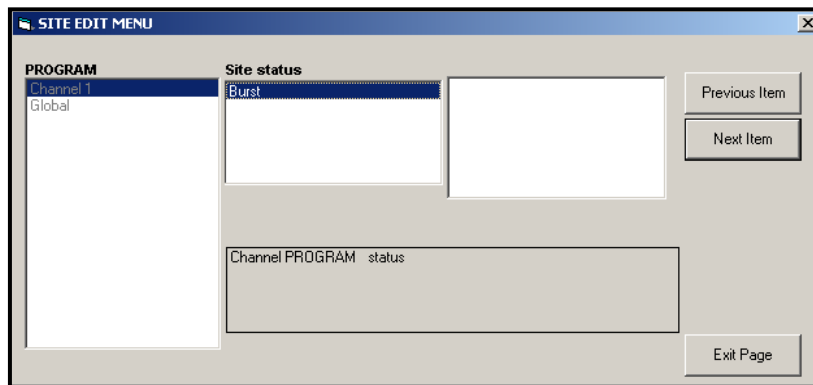 SITE EDIT MENU
PROGRAM
Channel 1
Global
Site status
Burst
Previous Item
Next Item
Channel PROGRAM status
Exit Page